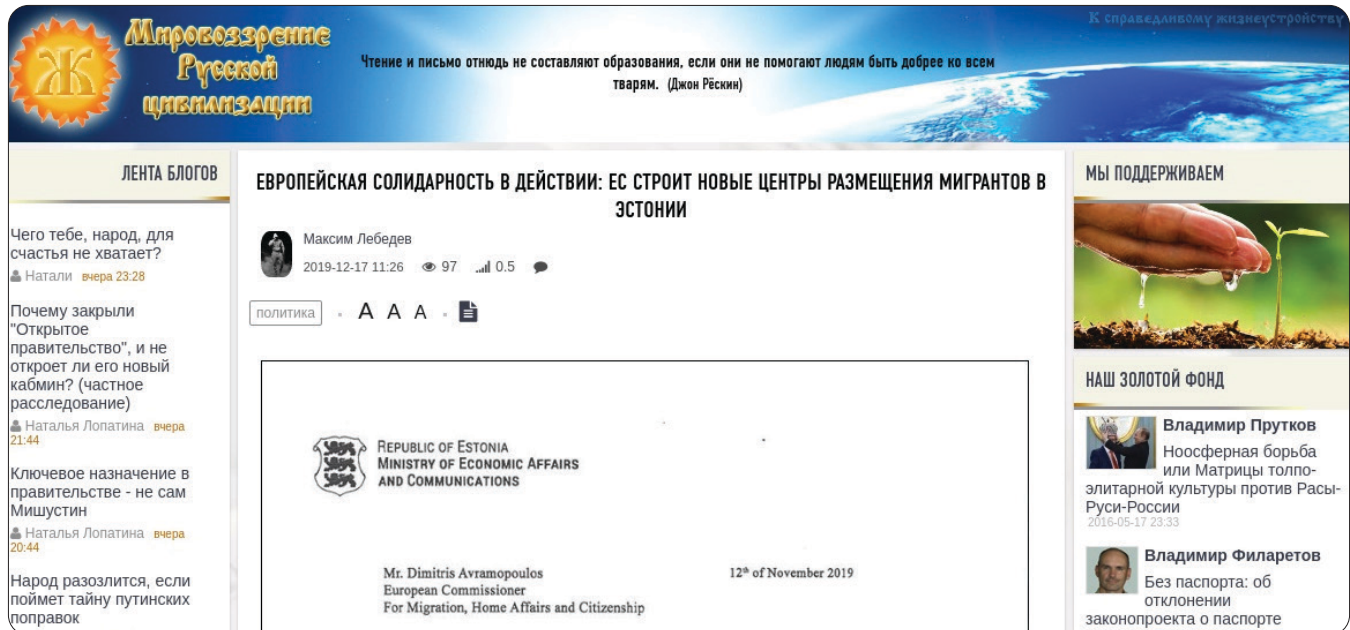 Мировоззрение
Русской
цивилизации
Чтение и письмо отнюдь не составляют образования, если они не помогают людям быть добрее ко всем
тварям. (Джон Рёскин)
К справедливому жизнеустройству
Ж
ЛЕНТА БЛОГОВ
Чего тебе, народ, для
счастья не хватает?
Натали вчера 23:28
Почему закрыли
"Открытое
правительство", и не
откроет ли его новый
кабмин? (частное
расследование)
Наталья Лопатина вчера
21:44
Ключевое назначение в
правительстве - не сам
Мишустин
Наталья Лопатина вчера
20:44
Народ разозлится, если
поймет тайну путинских
поправок
ЕВРОПЕЙСКАЯ СОЛИДАРНОСТЬ В ДЕЙСТВИИ: ЕС СТРОИТ НОВЫЕ ЦЕНТРЫ РАЗМЕЩЕНИЯ МИГРАНТОВ В
ЭСТОНИИ
Максим Лебедев
2019-12-17 11:26 97 0.5
политика A A A
REPUBLIC OF ESTONIA
MINISTRY OF ECONOMIC AFFAIRS
AND COMMUNICATIONS
Mr. Dimitris Avramopoulos 12th of November 2019
European Commissioner
For Migration, Home Affairs and Citizenship
МЫ ПОДДЕРЖИВАЕМ
НАШ ЗОЛОТОЙ ФОНД
Владимир Прутков
Ноосферная борьба
или Матрицы толпо-
элитарной культуры против Расы-
Руси-России
2016-05-17 23:33
Владимир Филаретов
Без паспорта: об
отклонении
законопроекта о паспорте